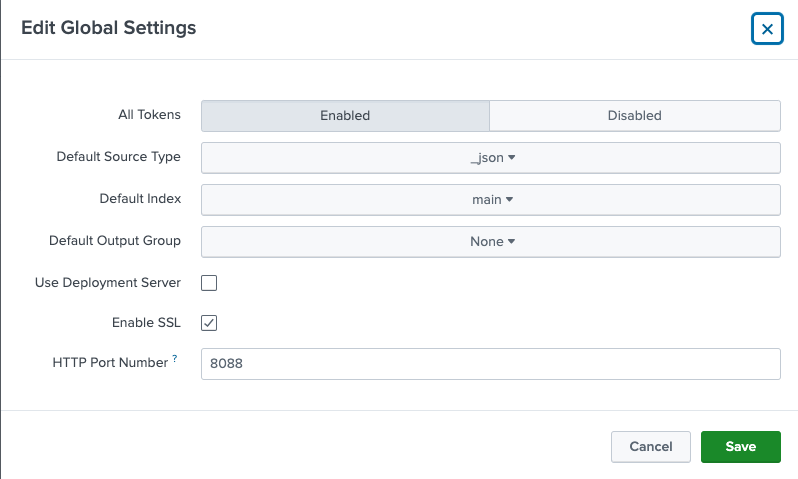 Edit Global Settings
All Tokens
Enabled
Disabled
Default Source Type
_json
Default Index
main
Default Output Group
None
Use Deployment Server
Enable SSL
HTTP Port Number ?
8088
Cancel
Save